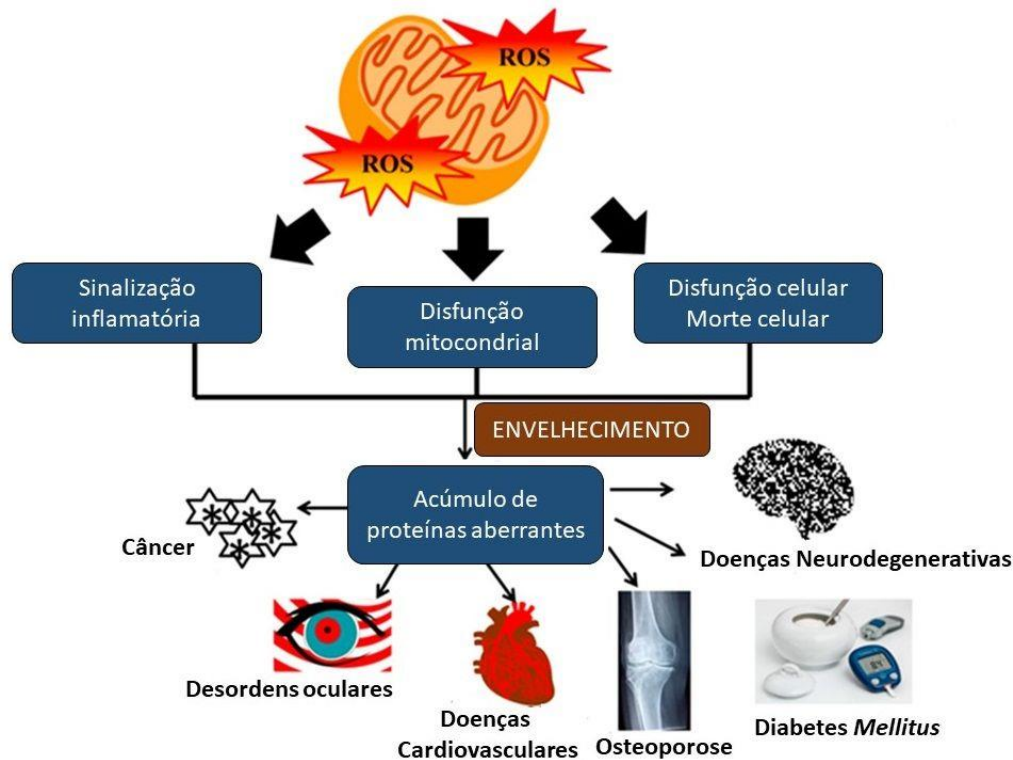 ROS
ROS
Sinalização
inflamatória
Disfunção
mitocondrial
Disfunção celular
Morte celular
ENVELHECIMENTO
Acúmulo de
proteínas aberrantes
Câncer
Doenças Neurodegenerativas
Desordens oculares
Doenças
Cardiovasculares
Osteoporose
Diabetes Mellitus